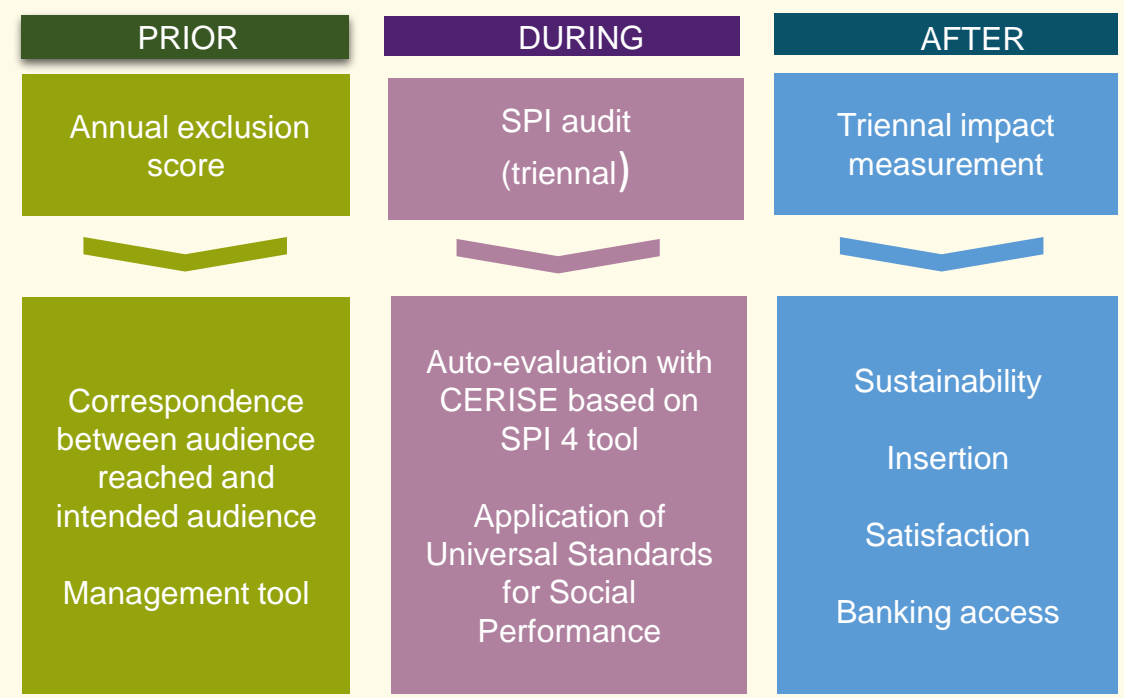 PRIOR
Annual exclusion
score
Correspondence
between audience
reached and
intended audience
Management tool
DURING
SPI audit
(triennal)
Auto-evaluation with
CERISE based on
SPI 4 tool
Application of
Universal Standards
for Social
Performance
AFTER
Triennal impact
measurement
Sustainability
Insertion
Satisfaction
Banking access